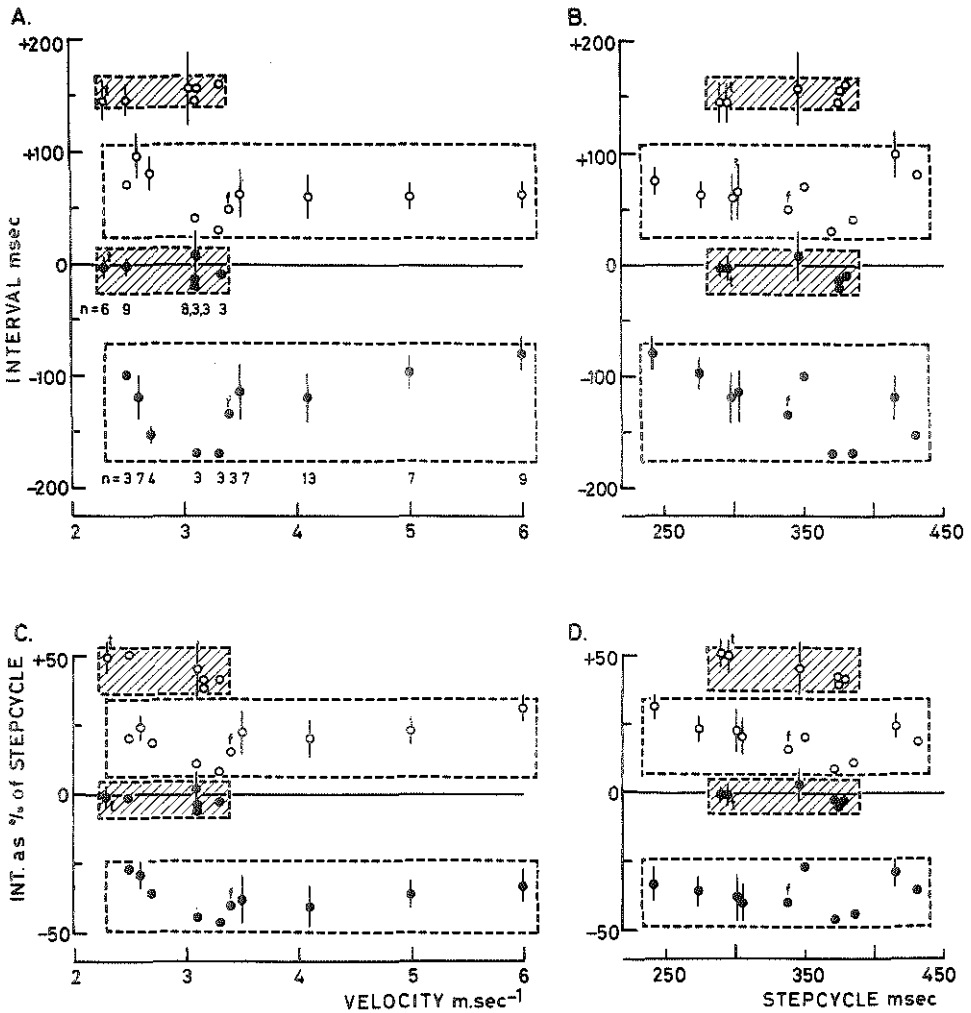 A.
B.
+200
+100
0
-100
-200
INTERVAL msec
f
n=6 9 8,3,3 3
f
n=3 7 4 3 3 3 7 13 7 9
2 3 4 5 6
+200
+100
0
-100
-200
f
f
250 350 450
C.
D.
+50
0
-50
INT. as % of STEPCYCLE
t
f
t
f
2 3 4 5 6
VELOCITY m.sec⁻¹
+50
0
-50
t
f
t
f
250 350 450
STEPCYCLE msec